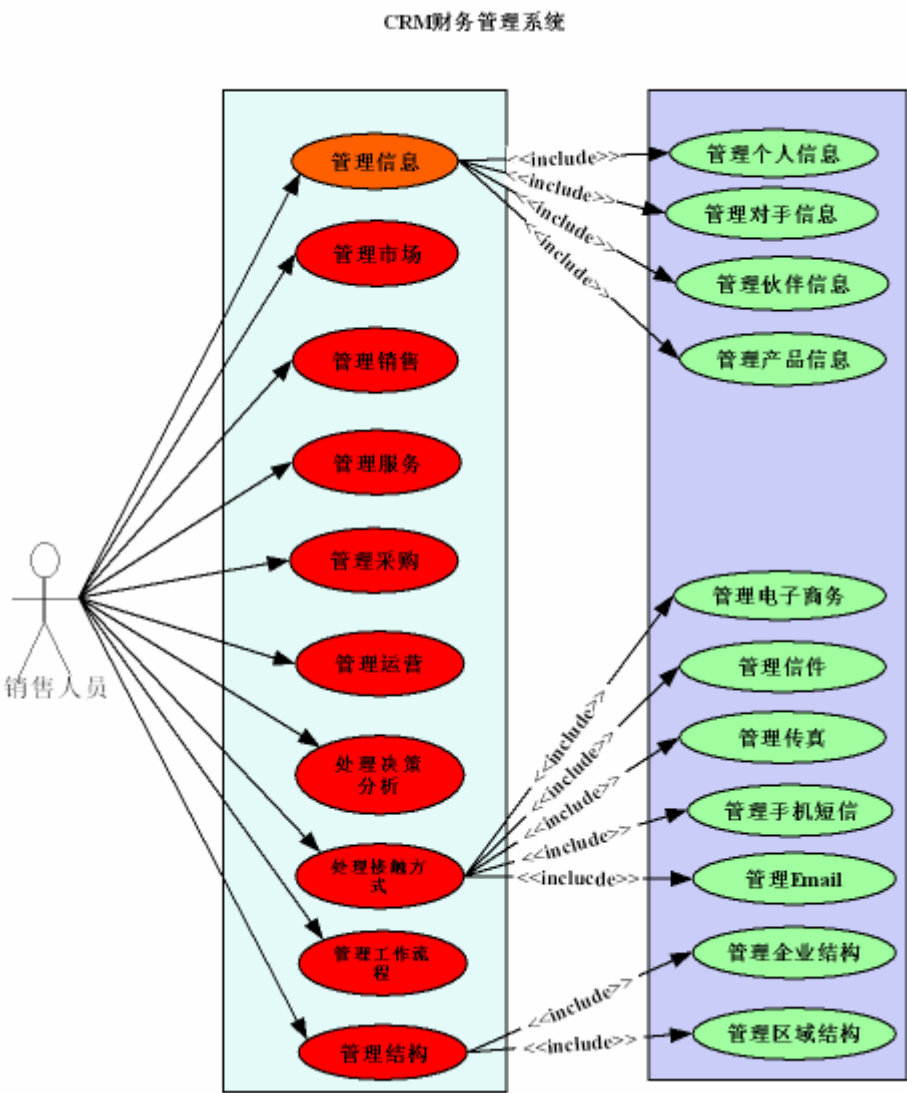 CRM财务管理系统
管理信息
管理市场
管理销售
管理服务
管理采购
管理运营
处理决策
分析
处理接触方
式
管理工作流
程
管理结构
销售人员
<<include>>
<<include>>
<<include>>
<<include>>
管理个人信息
管理对手信息
管理伙伴信息
管理产品信息
<<include>>
<<include>>
<<include>>
<<include>>
<<inclucde>>
管理电子商务
管理信件
管理传真
管理手机短信
管理Email
<<include>>
<<include>>
管理企业结构
管理区域结构